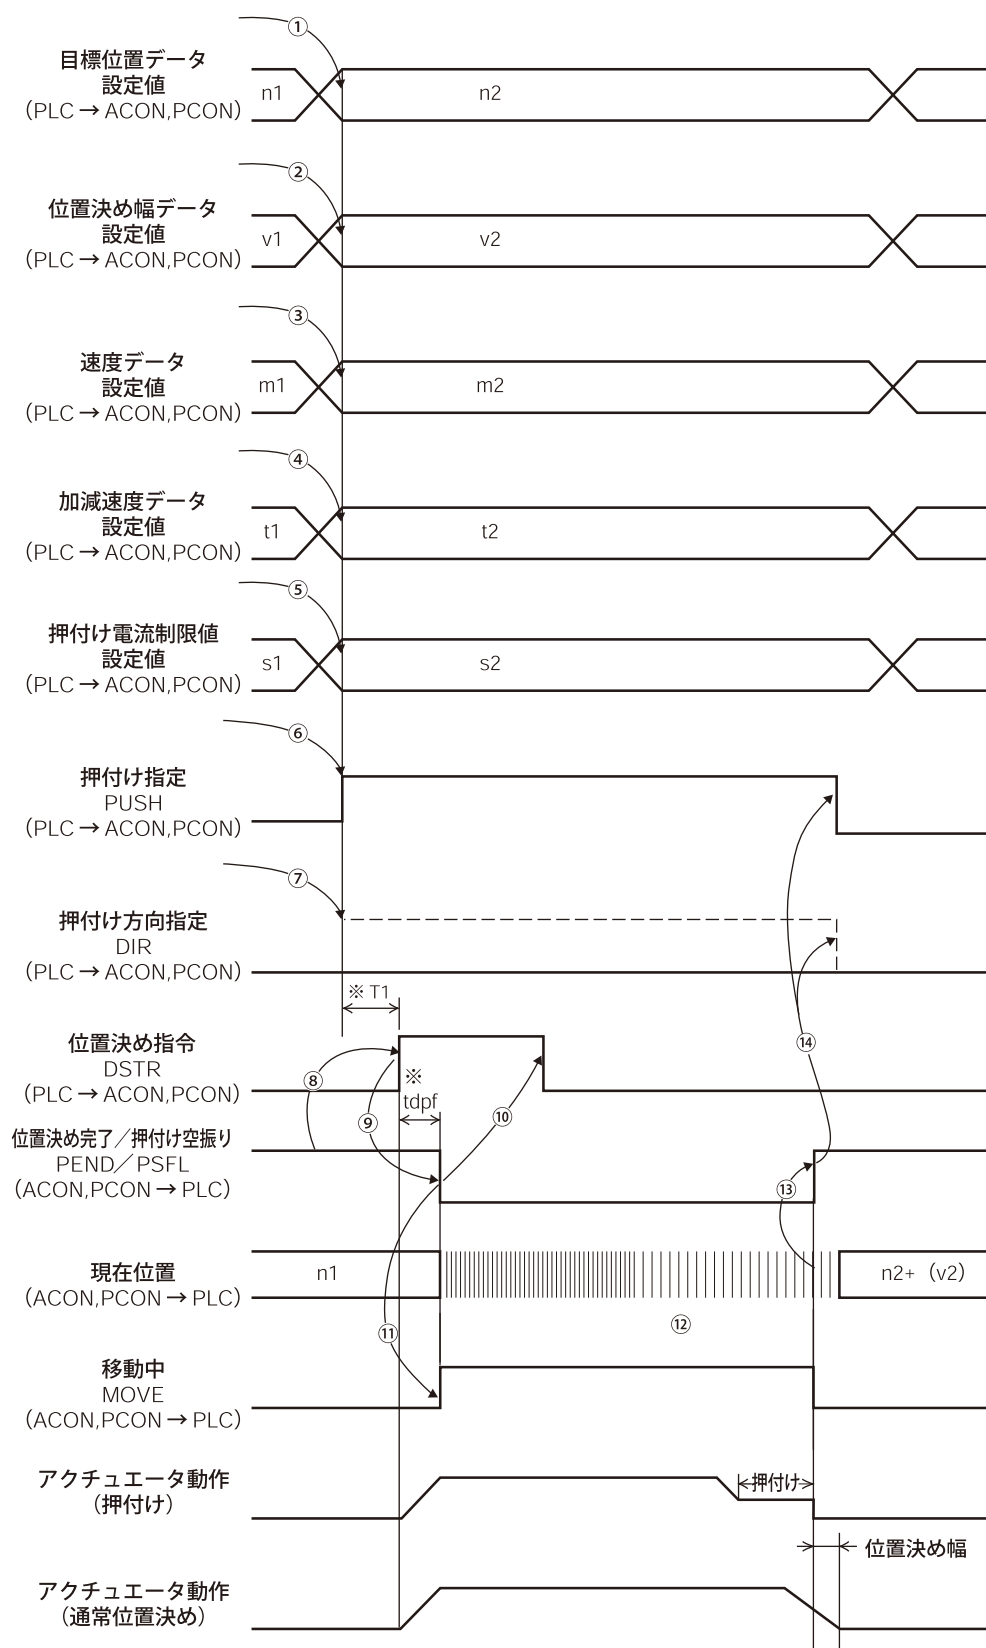 ①
目標位置データ
設定値
（PLC → ACON,PCON）
n1
n2
②
位置決め幅データ
設定値
（PLC → ACON,PCON）
v1
v2
③
速度データ
設定値
（PLC → ACON,PCON）
m1
m2
④
加減速度データ
設定値
（PLC → ACON,PCON）
t1
t2
⑤
押付け電流制限値
設定値
（PLC → ACON,PCON）
s1
s2
⑥
押付け指定
PUSH
（PLC → ACON,PCON）
⑦
押付け方向指定
DIR
（PLC → ACON,PCON）
※ T1
⑭
位置決め指令
DSTR
（PLC → ACON,PCON）
⑧
※
tdpf
⑨
⑩
位置決め完了／押付け空振り
PEND／PSFL
（ACON,PCON → PLC）
⑬
現在位置
（ACON,PCON → PLC）
n1
n2+（v2）
⑪
⑫
移動中
MOVE
（ACON,PCON → PLC）
アクチュエータ動作
（押付け）
押付け
位置決め幅
アクチュエータ動作
（通常位置決め）